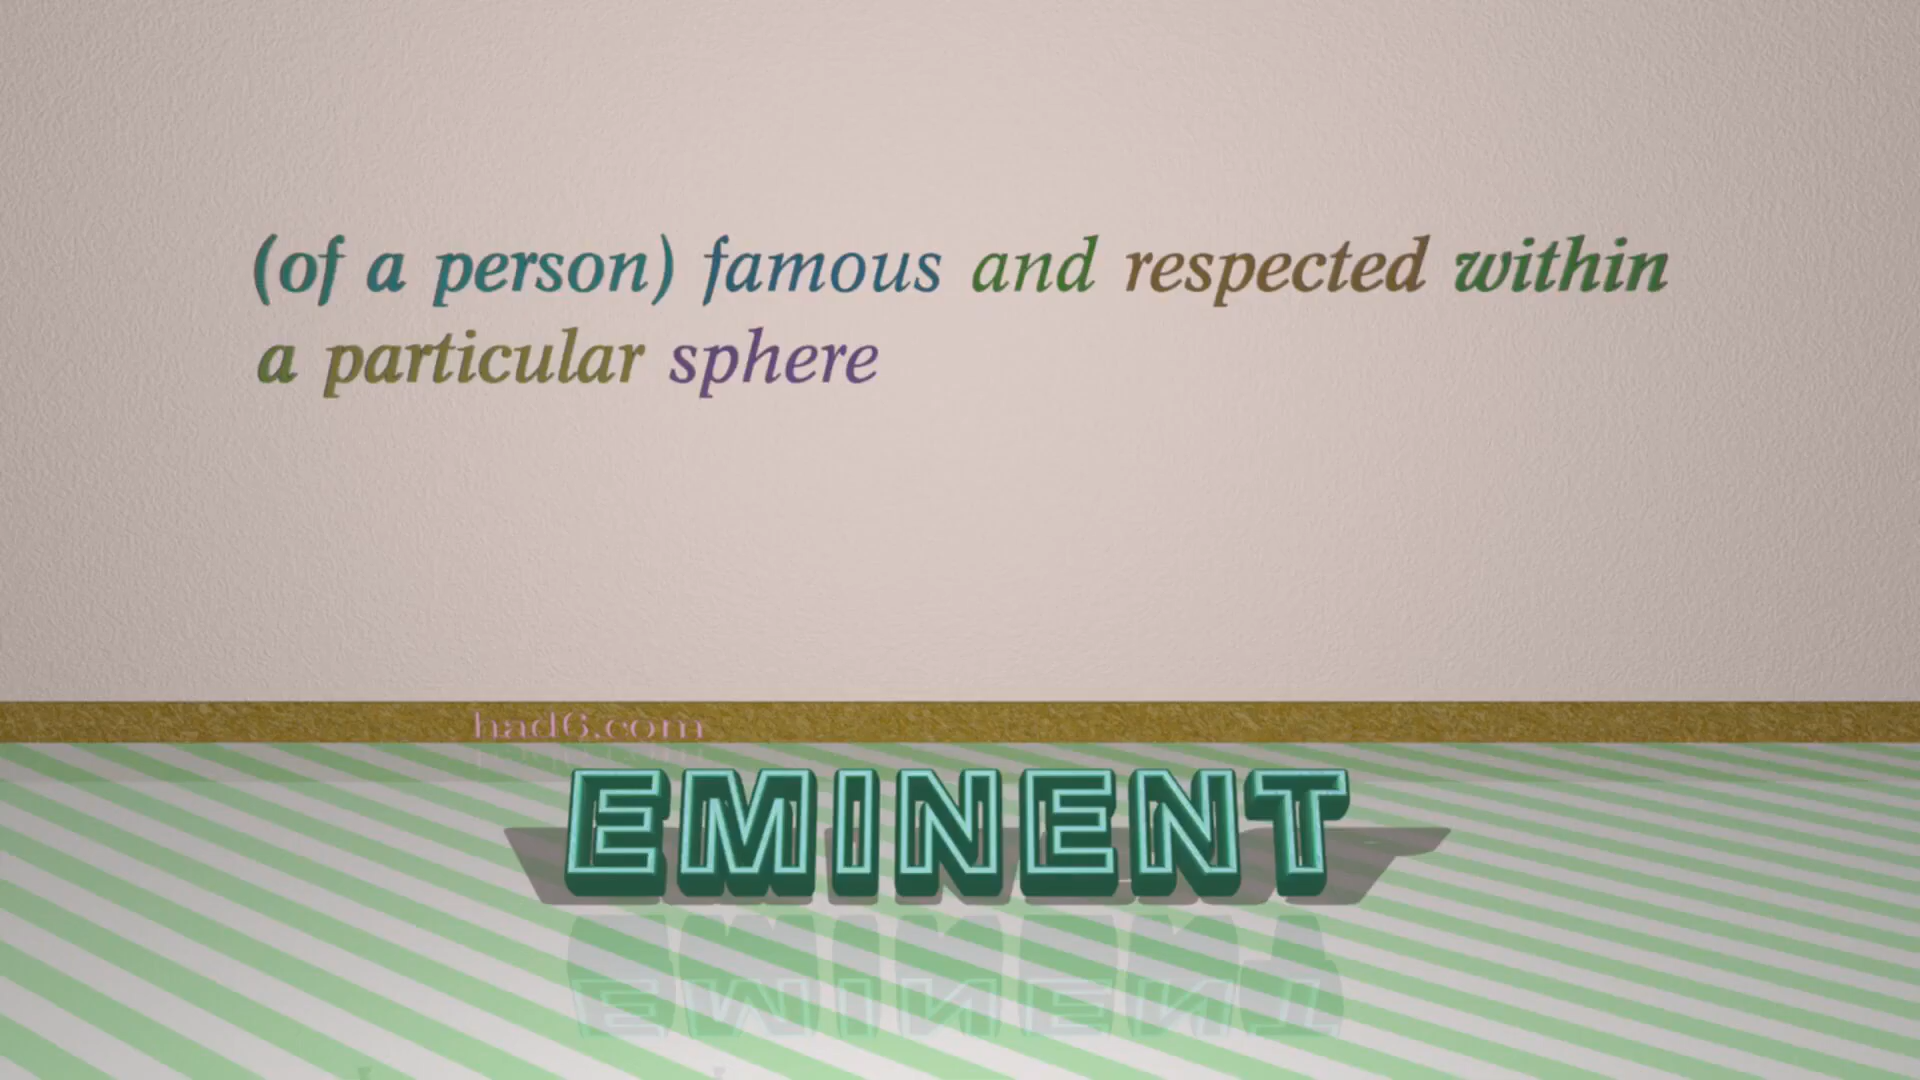 (of a person) famous and respected within
a particular sphere
had6.com
EMINENT